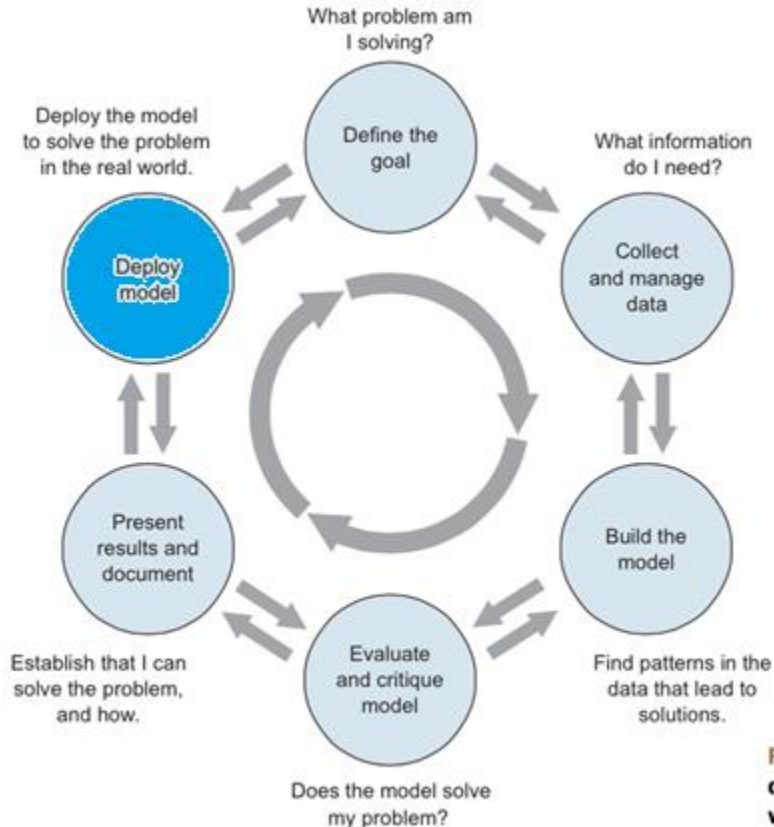 What problem am
I solving?
Define the
goal
What information
do I need?
Collect
and manage
data
Build the
model
Find patterns in the
data that lead to
solutions.
Evaluate
and critique
model
Does the model solve
my problem?
Present
results and
document
Establish that I can
solve the problem,
and how.
Deploy the model
to solve the problem
in the real world.
Deploy
model